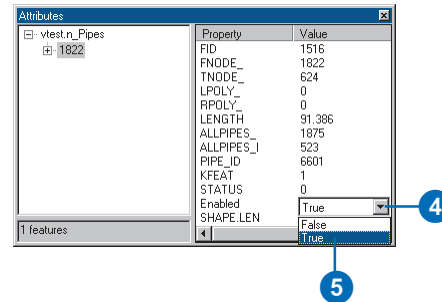 Attributes
vtest.n_Pipes
1822
1 features
Property Value
FID 1516
FNODE_ 1822
TNODE_ 624
LPOLY_ 0
RPOLY_ 0
LENGTH 91.386
ALLPIPES_ 1875
ALLPIPES_I 523
PIPE_ID 6601
KFEAT 1
STATUS 0
Enabled True
SHAPE.LEN False
True
4
5